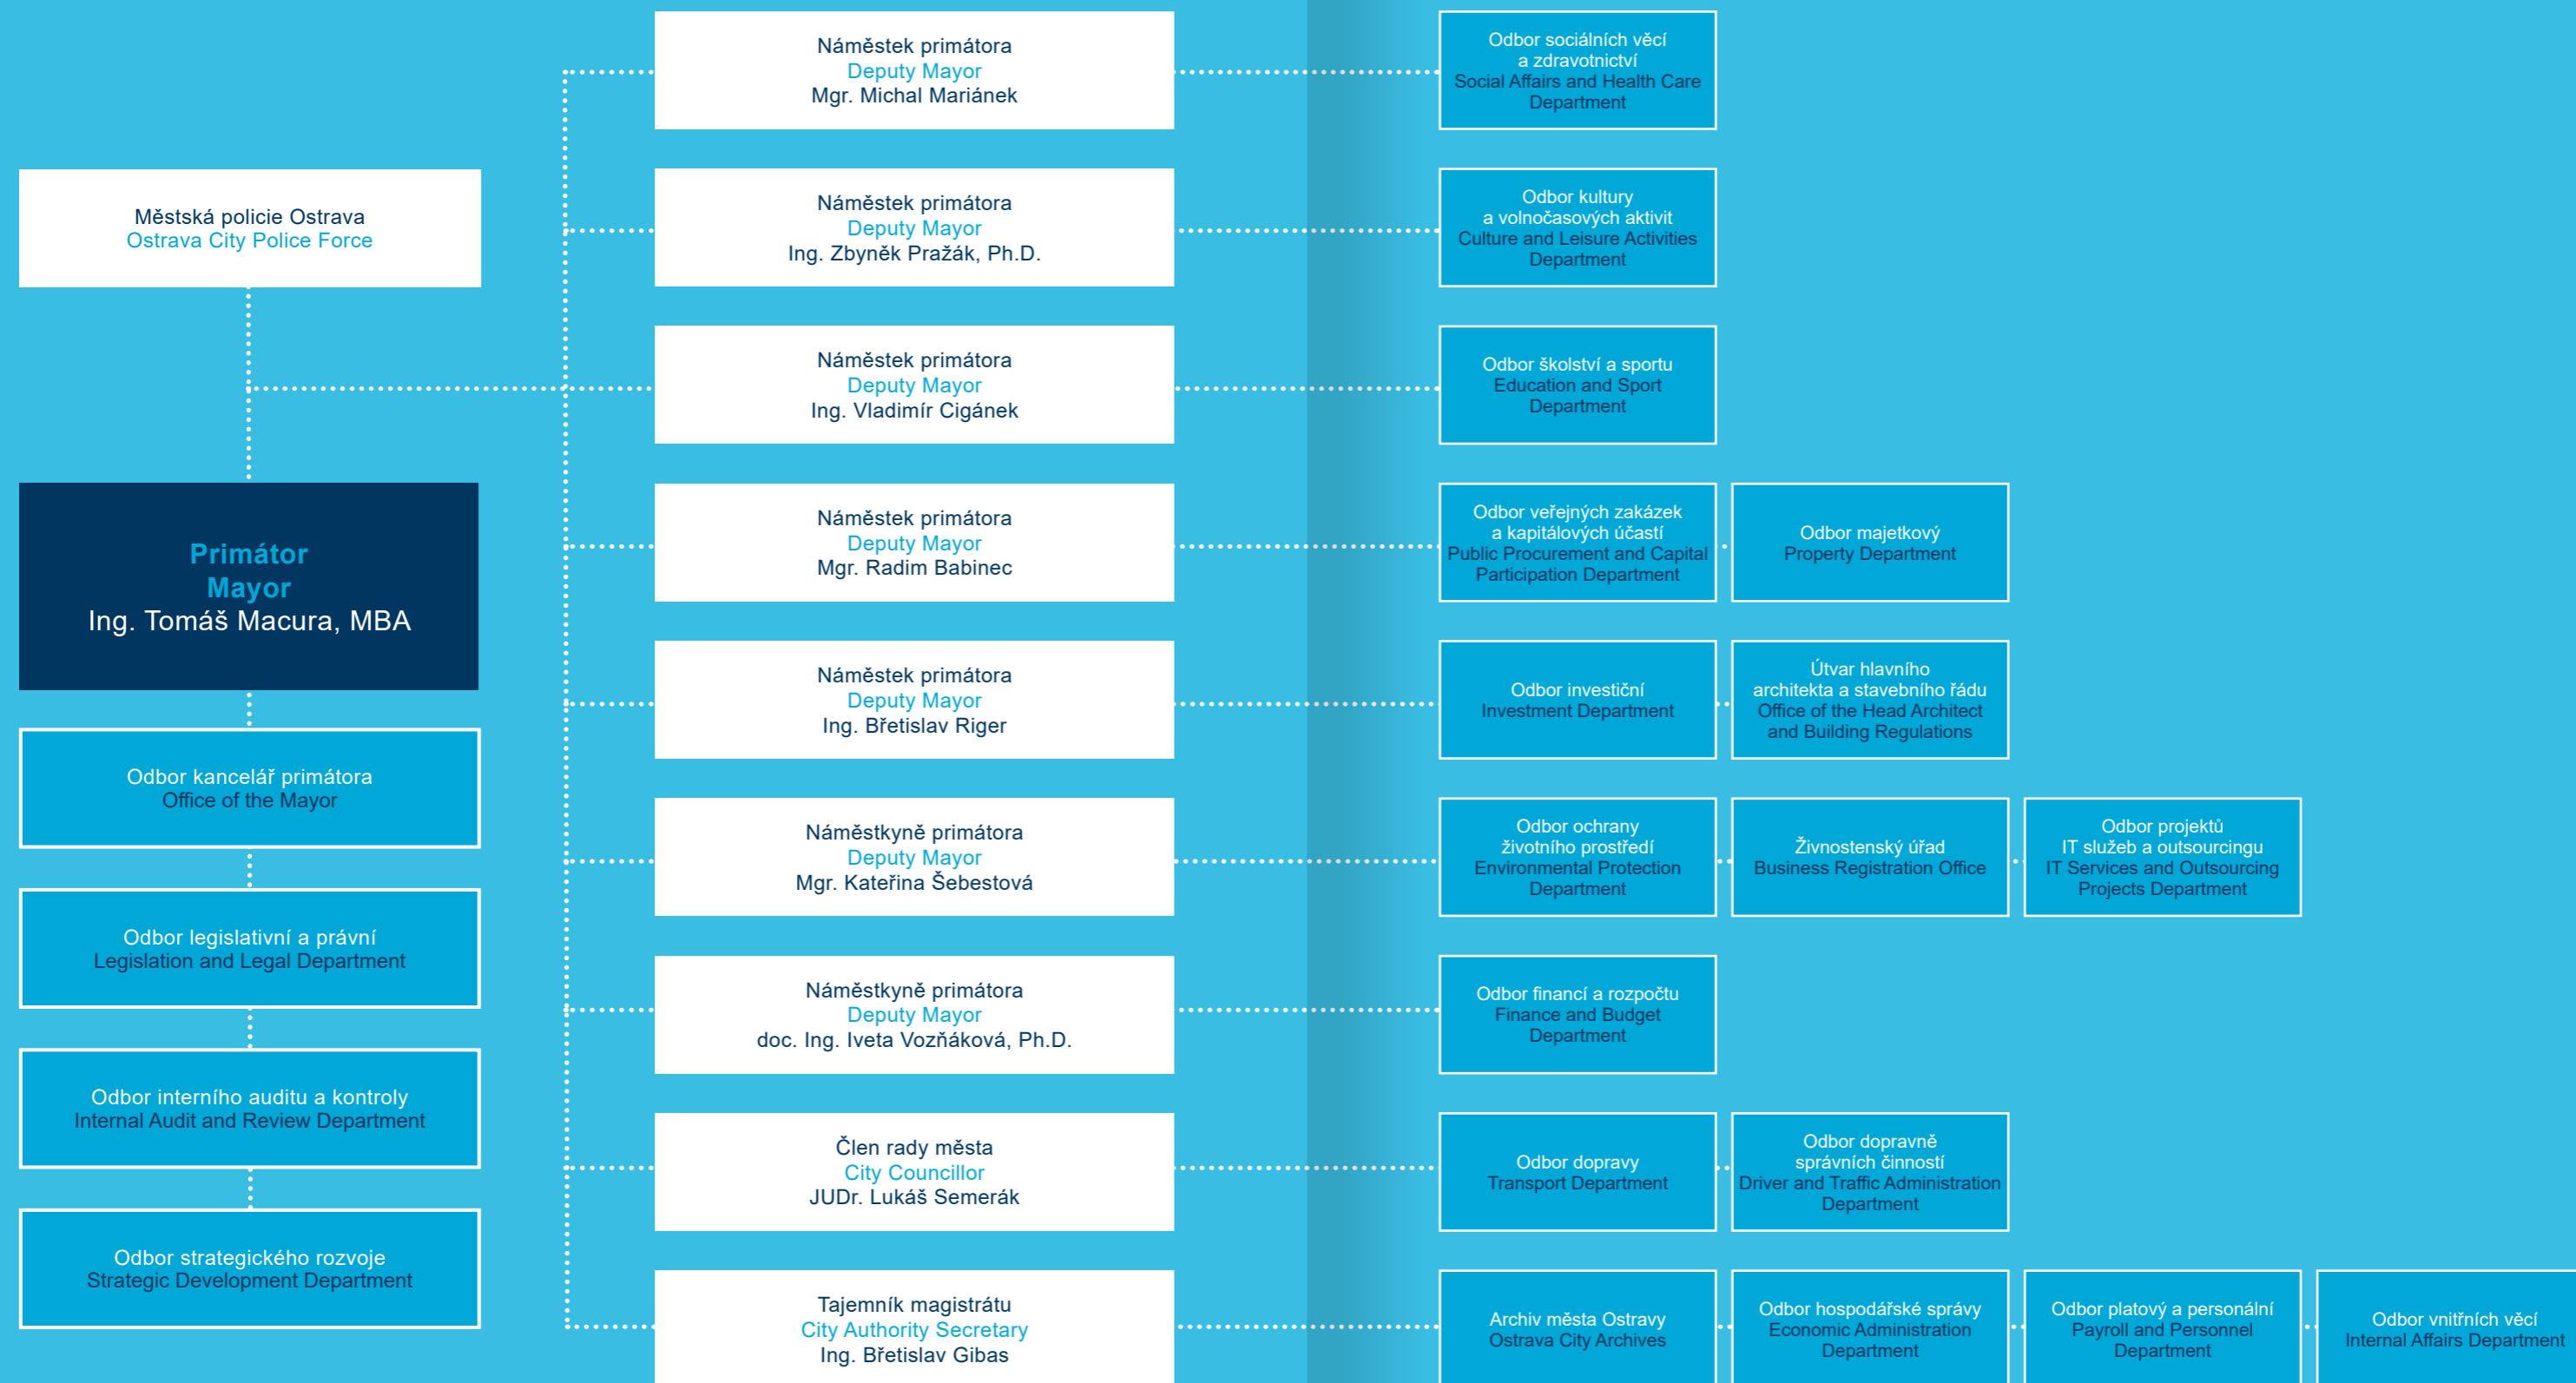 Městská policie Ostrava
Ostrava City Police Force
Primátor
Mayor
Ing. Tomáš Macura, MBA
Odbor kancelář primátora
Office of the Mayor
Odbor legislativní a právní
Legislation and Legal Department
Odbor interního auditu a kontroly
Internal Audit and Review Department
Odbor strategického rozvoje
Strategic Development Department
Náměstek primátora
Deputy Mayor
Mgr. Michal Mariánek
Odbor sociálních věcí
a zdravotnictví
Social Affairs and Health Care
Department
Náměstek primátora
Deputy Mayor
Ing. Zbyněk Pražák, Ph.D.
Odbor kultury
a volnočasových aktivit
Culture and Leisure Activities
Department
Náměstek primátora
Deputy Mayor
Ing. Vladimír Cigánek
Odbor školství a sportu
Education and Sport
Department
Náměstek primátora
Deputy Mayor
Mgr. Radim Babinec
Odbor veřejných zakázek
a kapitálových účastí
Public Procurement and Capital
Participation Department
Odbor majetkový
Property Department
Náměstek primátora
Deputy Mayor
Ing. Břetislav Riger
Odbor investiční
Investment Department
Útvar hlavního
architekta a stavebního řádu
Office of the Head Architect
and Building Regulations
Náměstkyně primátora
Deputy Mayor
Mgr. Kateřina Šebestová
Odbor ochrany
životního prostředí
Environmental Protection
Department
Živnostenský úřad
Business Registration Office
Odbor projektů
IT služeb a outsourcingu
IT Services and Outsourcing
Projects Department
Náměstkyně primátora
Deputy Mayor
doc. Ing. Iveta Vozňáková, Ph.D.
Odbor financí a rozpočtu
Finance and Budget
Department
Člen rady města
City Councillor
JUDr. Lukáš Semerák
Odbor dopravy
Transport Department
Odbor dopravně
správních činností
Driver and Traffic Administration
Department
Tajemník magistrátu
City Authority Secretary
Ing. Břetislav Gibas
Archiv města Ostravy
Ostrava City Archives
Odbor hospodářské správy
Economic Administration
Department
Odbor platový a personální
Payroll and Personnel
Department
Odbor vnitřních věcí
Internal Affairs Department